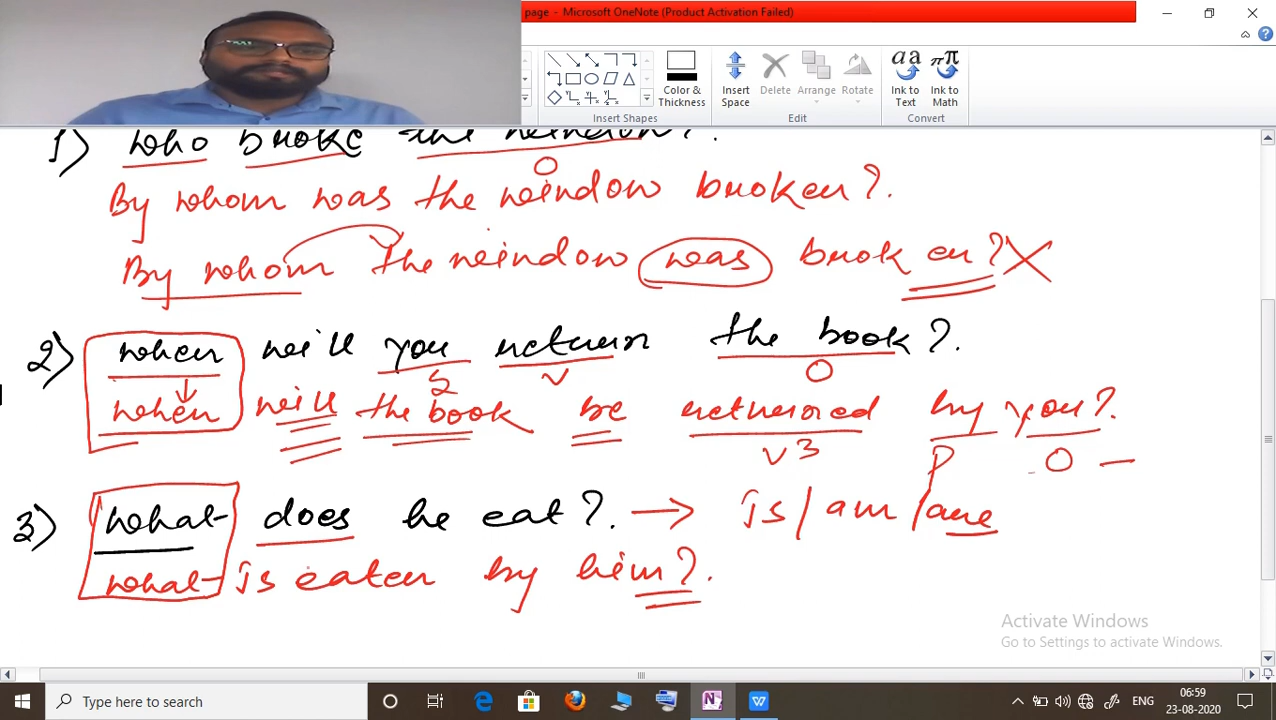 page - Microsoft OneNote (Product Activation Failed)
Color & Thickness
Insert Space
Delete
Arrange
Rotate
aa
Ink to Text
π
Ink to Math
Insert Shapes
Edit
Convert
1) who broke the window?
O
By whom was the window broken?.
By whom the window was broken?
2) when will you return the book?.
S V O
when will the book be returned by you?.
V3 P O
3) what does he eat?. → is/am/are
what is eaten by him?.
Activate Windows
Go to Settings to activate Windows.
Type here to search
ENG
06:59
23-08-2020